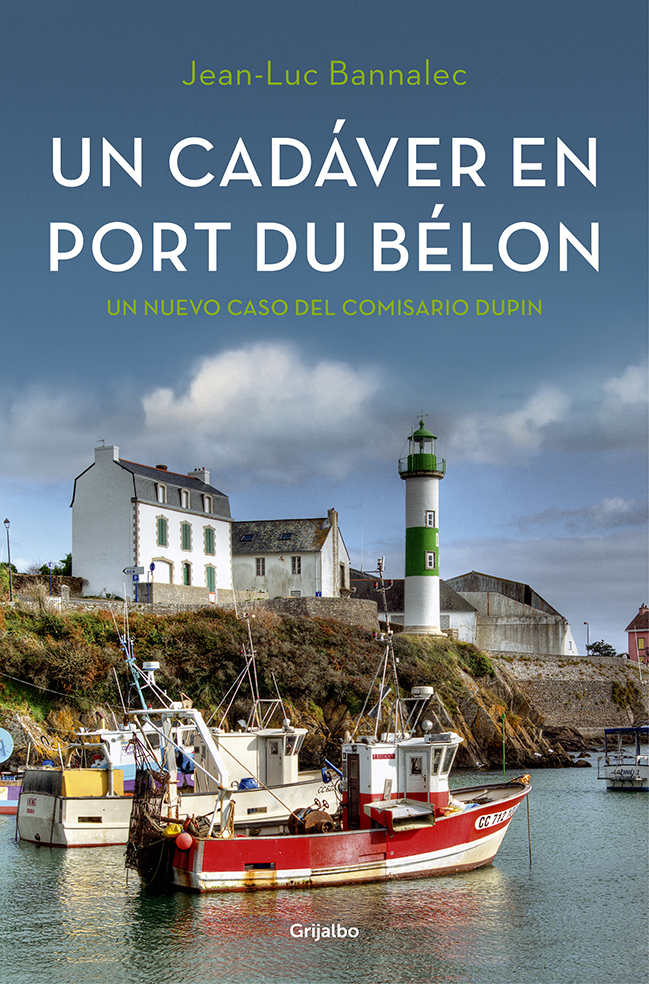 Jean-Luc Bannalec
UN CADÁVER EN
PORT DU BÉLON
UN NUEVO CASO DEL COMISARIO DUPIN
Grijalbo